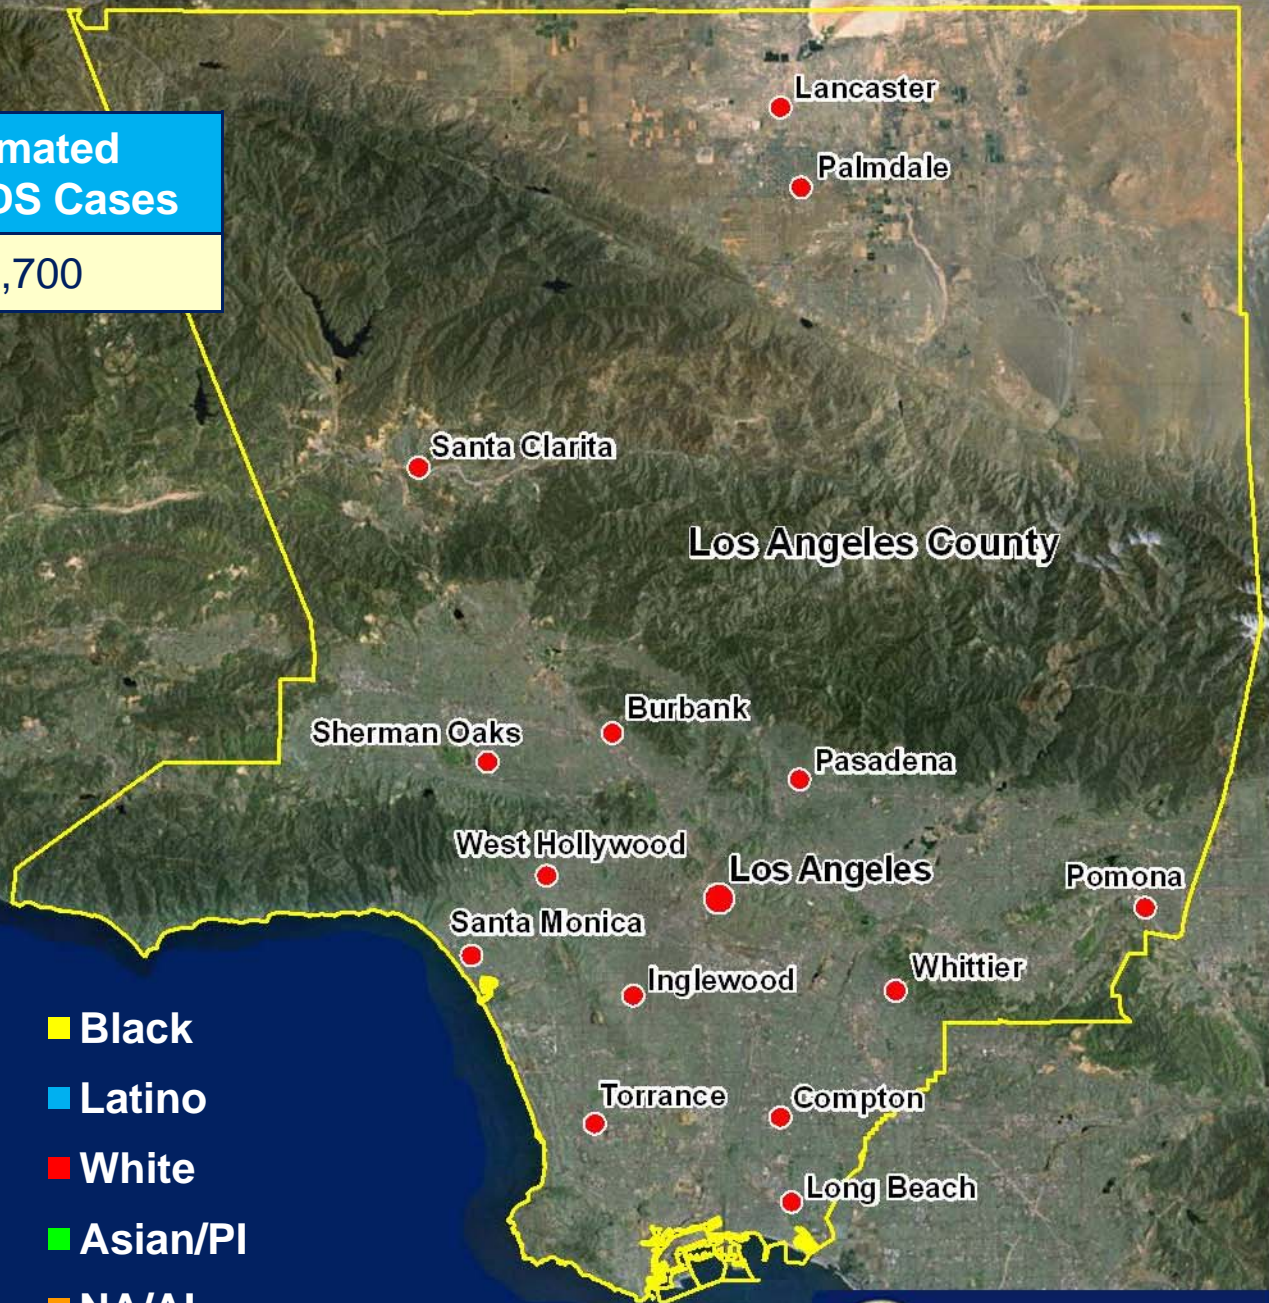 mated
DS Cases
,700
Lancaster
Palmdale
Santa Clarita
Los Angeles County
Burbank
Sherman Oaks
Pasadena
West Hollywood
Los Angeles
Pomona
Santa Monica
Whittier
Inglewood
Torrance
Compton
Long Beach
Black
Latino
White
Asian/PI